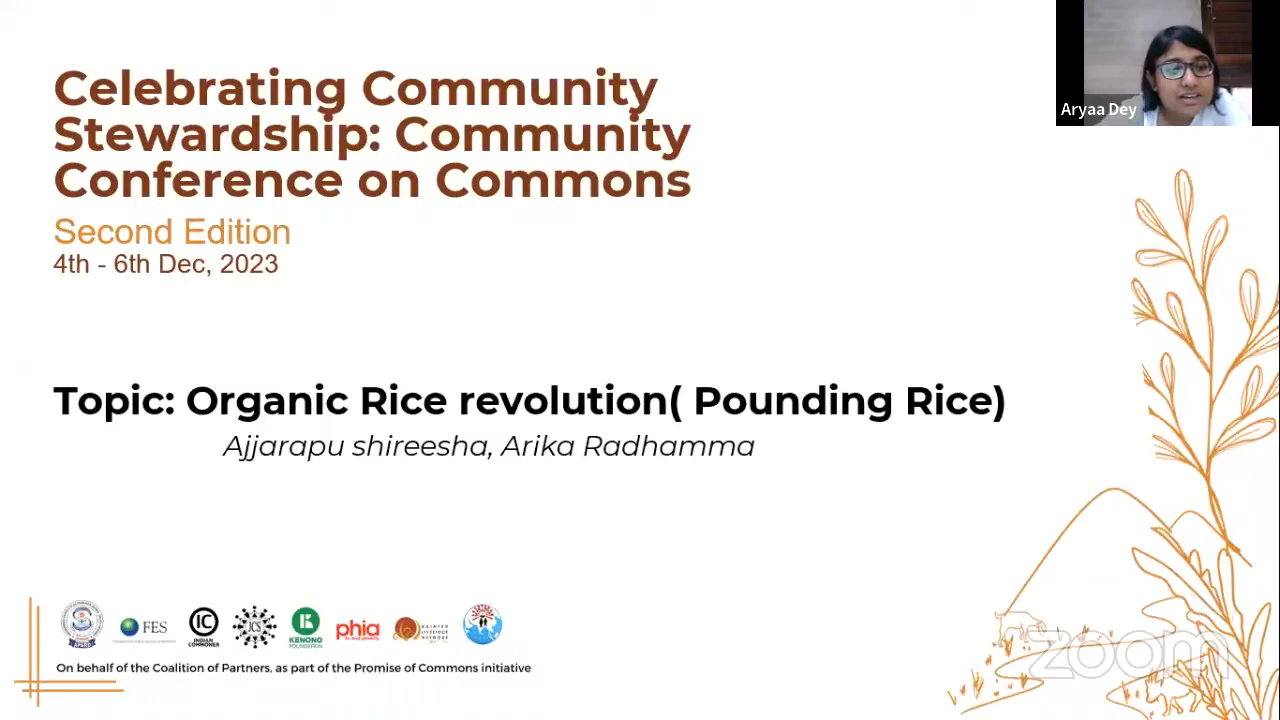 Celebrating Community
Stewardship: Community
Conference on Commons
Second Edition
4th - 6th Dec, 2023
Aryaa Dey
Topic: Organic Rice revolution( Pounding Rice)
Ajjarapu shireesha, Arika Radhamma
FES
IC
INDIAN
COMMONER
JCS
KENONO
FOUNDATION
phia
On behalf of the Coalition of Partners, as part of the Promise of Commons initiative
zoom